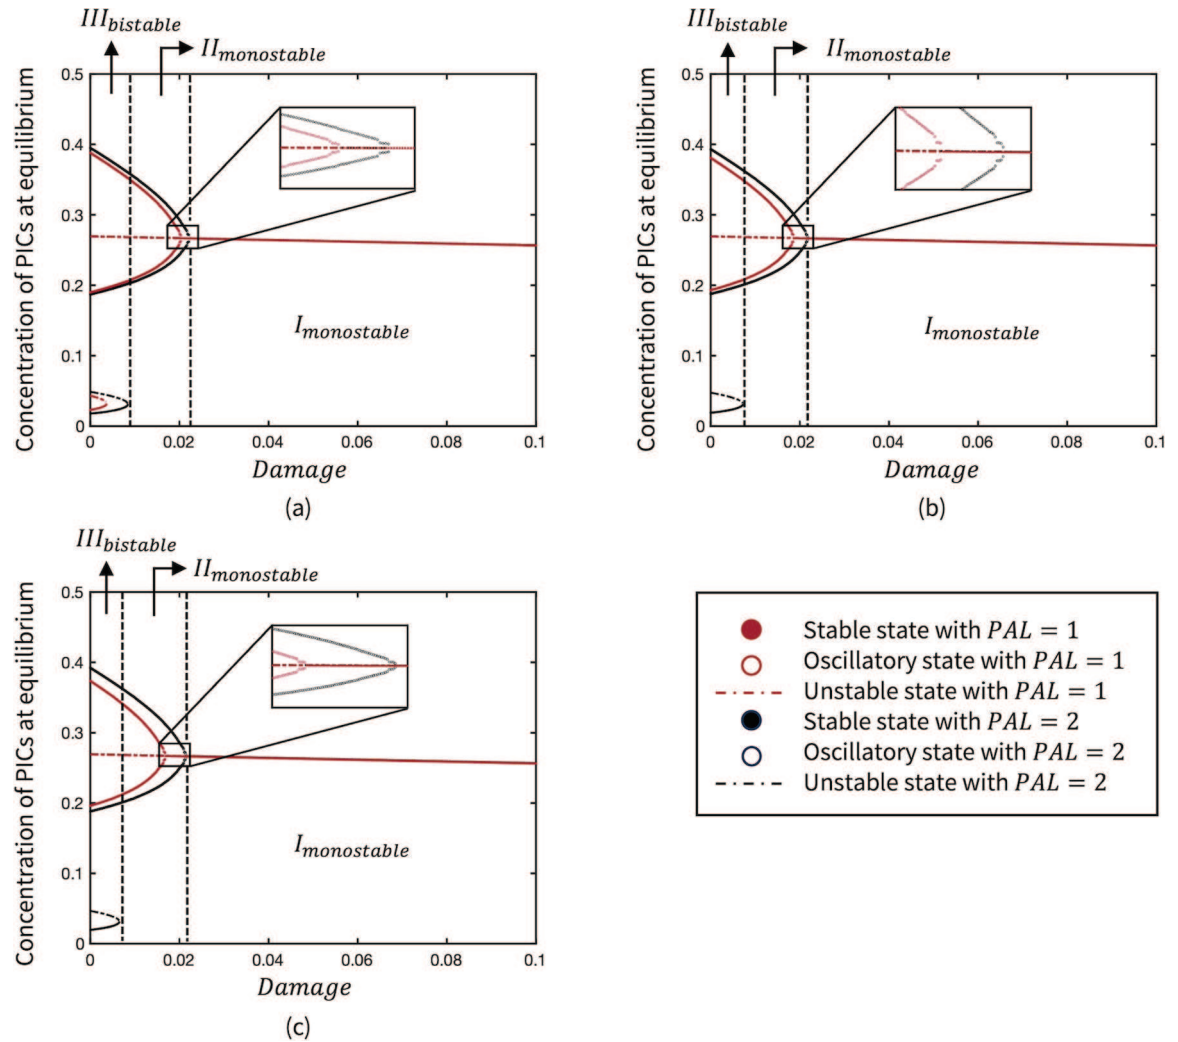 III_bistable
II_monostable
Concentration of PICs at equilibrium
0.5
0.4
0.3
0.2
0.1
0
I_monostable
0 0.02 0.04 0.06 0.08 0.1
Damage
(a)
III_bistable
II_monostable
Concentration of PICs at equilibrium
0.5
0.4
0.3
0.2
0.1
0
I_monostable
0 0.02 0.04 0.06 0.08 0.1
Damage
(b)
III_bistable
II_monostable
Concentration of PICs at equilibrium
0.5
0.4
0.3
0.2
0.1
0
I_monostable
0 0.02 0.04 0.06 0.08 0.1
Damage
(c)
Stable state with PAL = 1
Oscillatory state with PAL = 1
Unstable state with PAL = 1
Stable state with PAL = 2
Oscillatory state with PAL = 2
Unstable state with PAL = 2